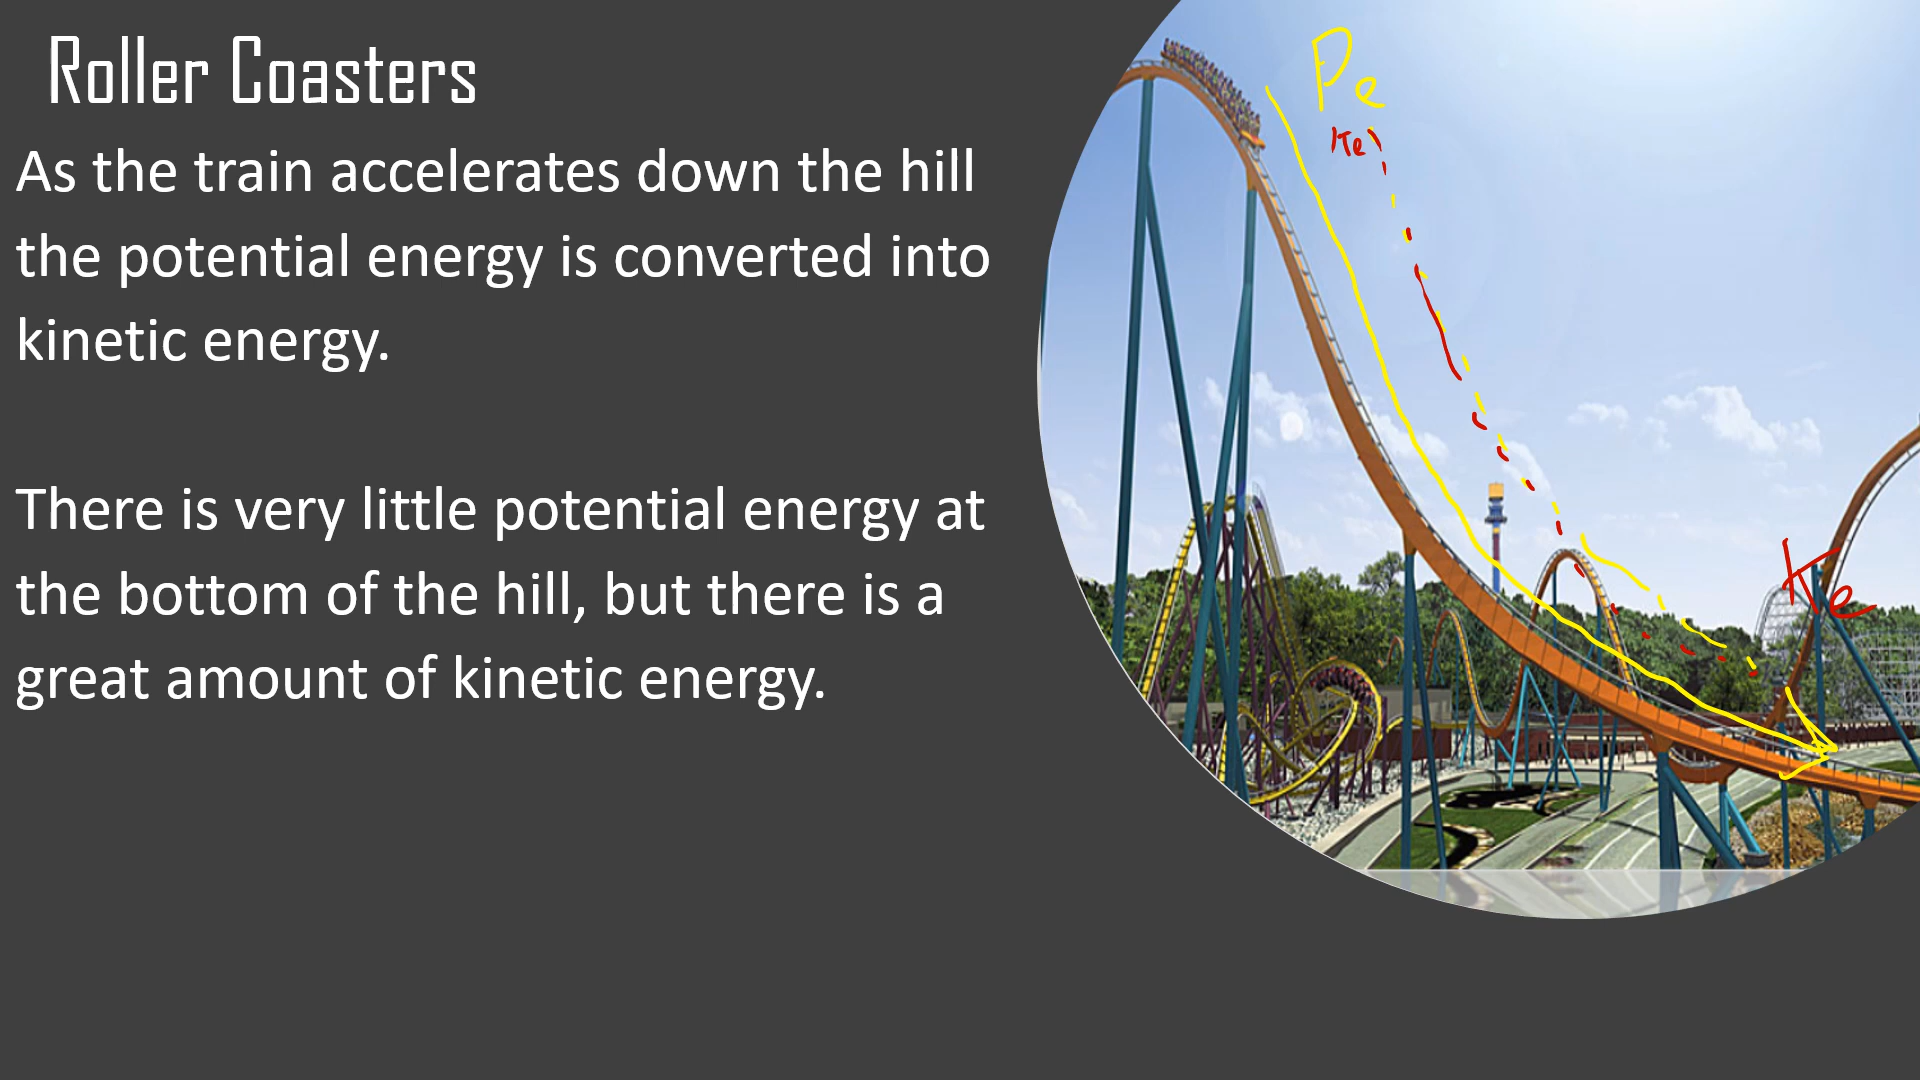 Roller Coasters
As the train accelerates down the hill
the potential energy is converted into
kinetic energy.
There is very little potential energy at
the bottom of the hill, but there is a
great amount of kinetic energy.
Pe
Ke
Ke